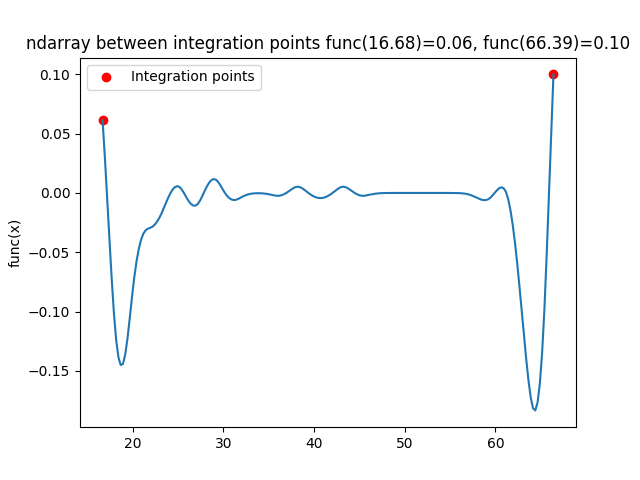 ndarray between integration points func(16.68)=0.06, func(66.39)=0.10
Integration points
0.10
0.05
0.00
−0.05
−0.10
−0.15
func(x)
20 30 40 50 60